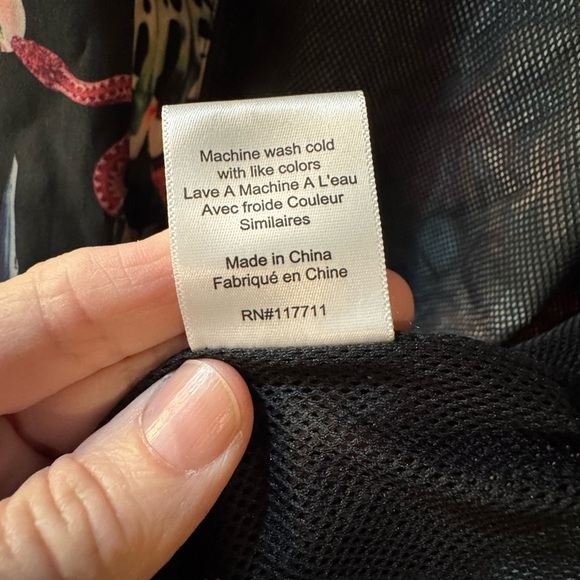 Machine wash cold
with like colors
Lave A Machine A L'eau
Avec froide Couleur
Similaires
Made in China
Fabriqué en Chine
RN#117711